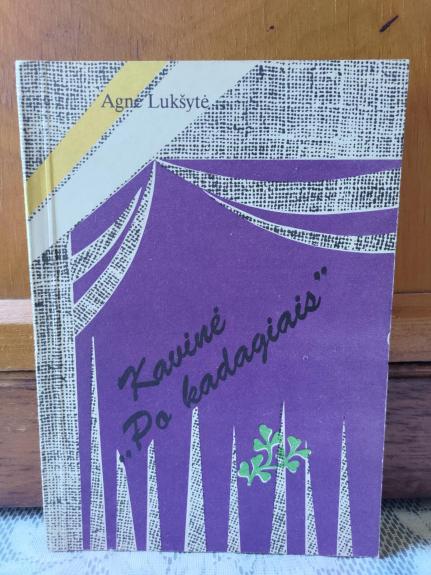 Agnė Lukšytė
Kavinė
„Po kadagiais"